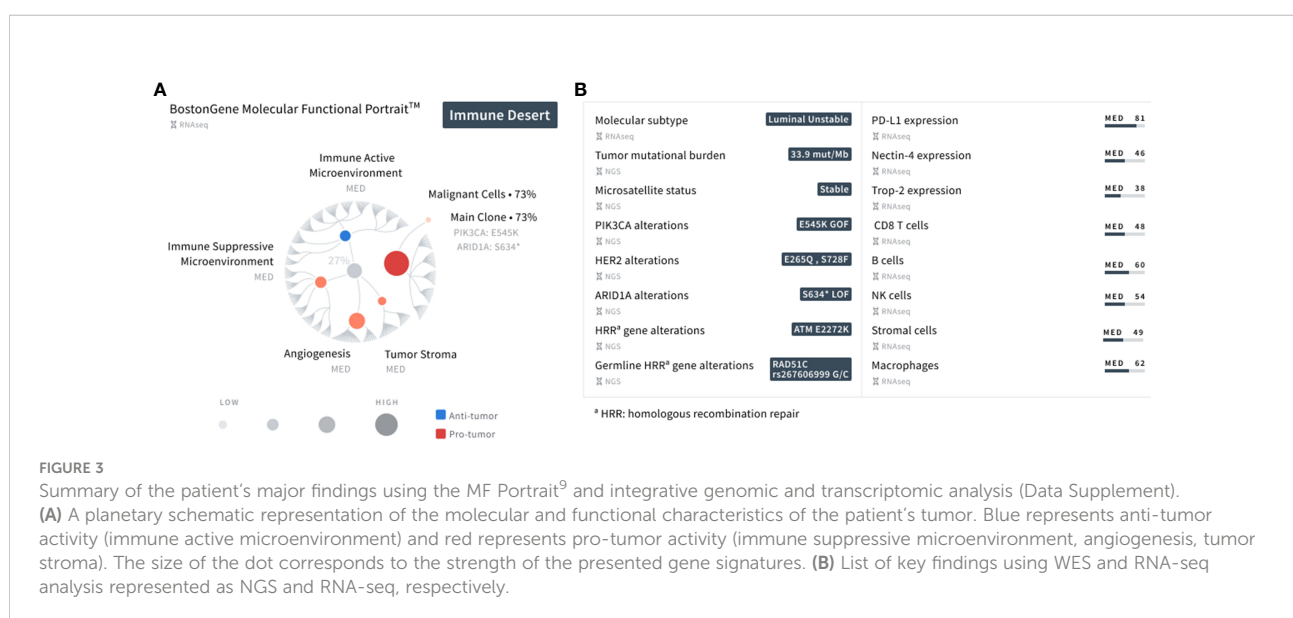 A
BostonGene Molecular Functional Portrait™
RNAseq
Immune Desert
Immune Active
Microenvironment
MED
Malignant Cells • 73%
Main Clone • 73%
PIK3CA: E545K
ARID1A: S634*
Immune Suppressive
Microenvironment
MED
27%
Angiogenesis
MED
Tumor Stroma
MED
LOW
HIGH
Anti-tumor
Pro-tumor
B
Molecular subtype
RNAseq
Luminal Unstable
Tumor mutational burden
NGS
33.9 mut/Mb
Microsatellite status
NGS
Stable
PIK3CA alterations
NGS
E545K GOF
HER2 alterations
NGS
E265Q , S728F
ARID1A alterations
NGS
S634* LOF
HRRᵃ gene alterations
NGS
ATM E2272K
Germline HRRᵃ gene alterations
NGS
RAD51C
rs267606999 G/C
PD-L1 expression
RNAseq
MED 81
Nectin-4 expression
RNAseq
MED 46
Trop-2 expression
RNAseq
MED 38
CD8 T cells
RNAseq
MED 48
B cells
RNAseq
MED 60
NK cells
RNAseq
MED 54
Stromal cells
RNAseq
MED 49
Macrophages
RNAseq
MED 62
ᵃ HRR: homologous recombination repair
FIGURE 3
Summary of the patient's major findings using the MF Portrait⁹ and integrative genomic and transcriptomic analysis (Data Supplement).
(A) A planetary schematic representation of the molecular and functional characteristics of the patient's tumor. Blue represents anti-tumor
activity (immune active microenvironment) and red represents pro-tumor activity (immune suppressive microenvironment, angiogenesis, tumor
stroma). The size of the dot corresponds to the strength of the presented gene signatures. (B) List of key findings using WES and RNA-seq
analysis represented as NGS and RNA-seq, respectively.